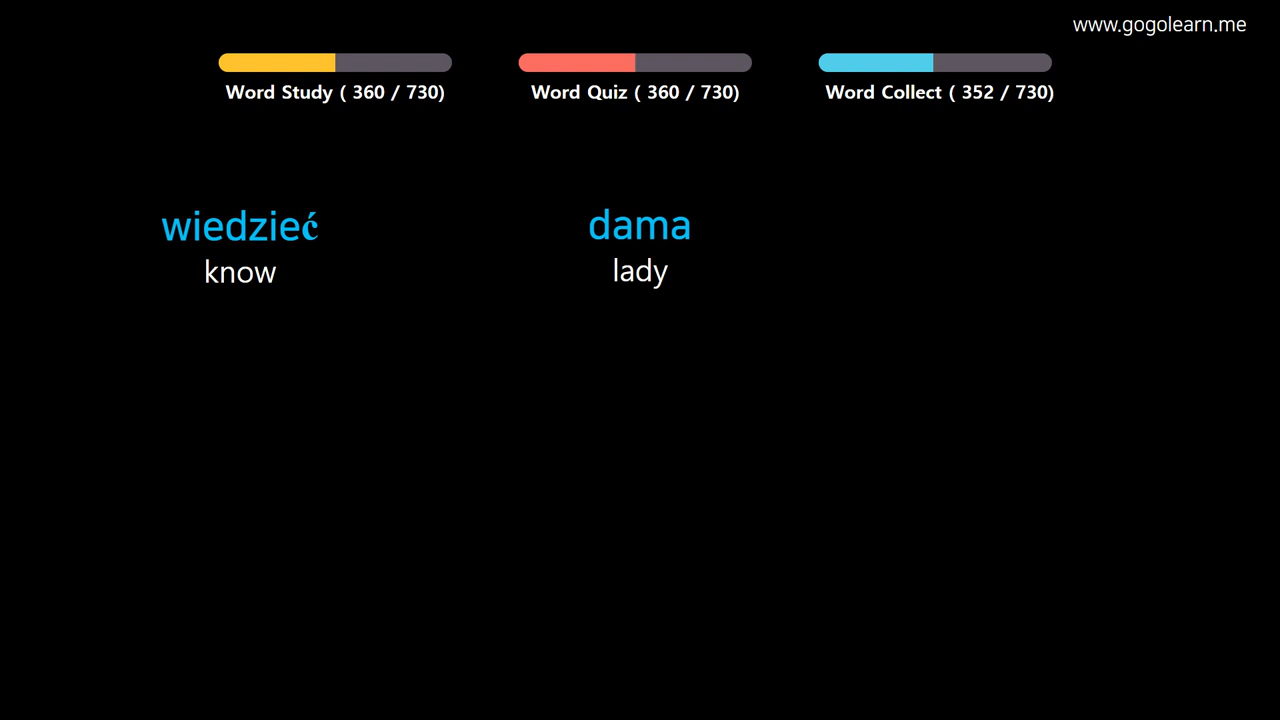 www.gogolearn.me
Word Study ( 360 / 730)
Word Quiz ( 360 / 730)
Word Collect ( 352 / 730)
wiedzieć
know
dama
lady